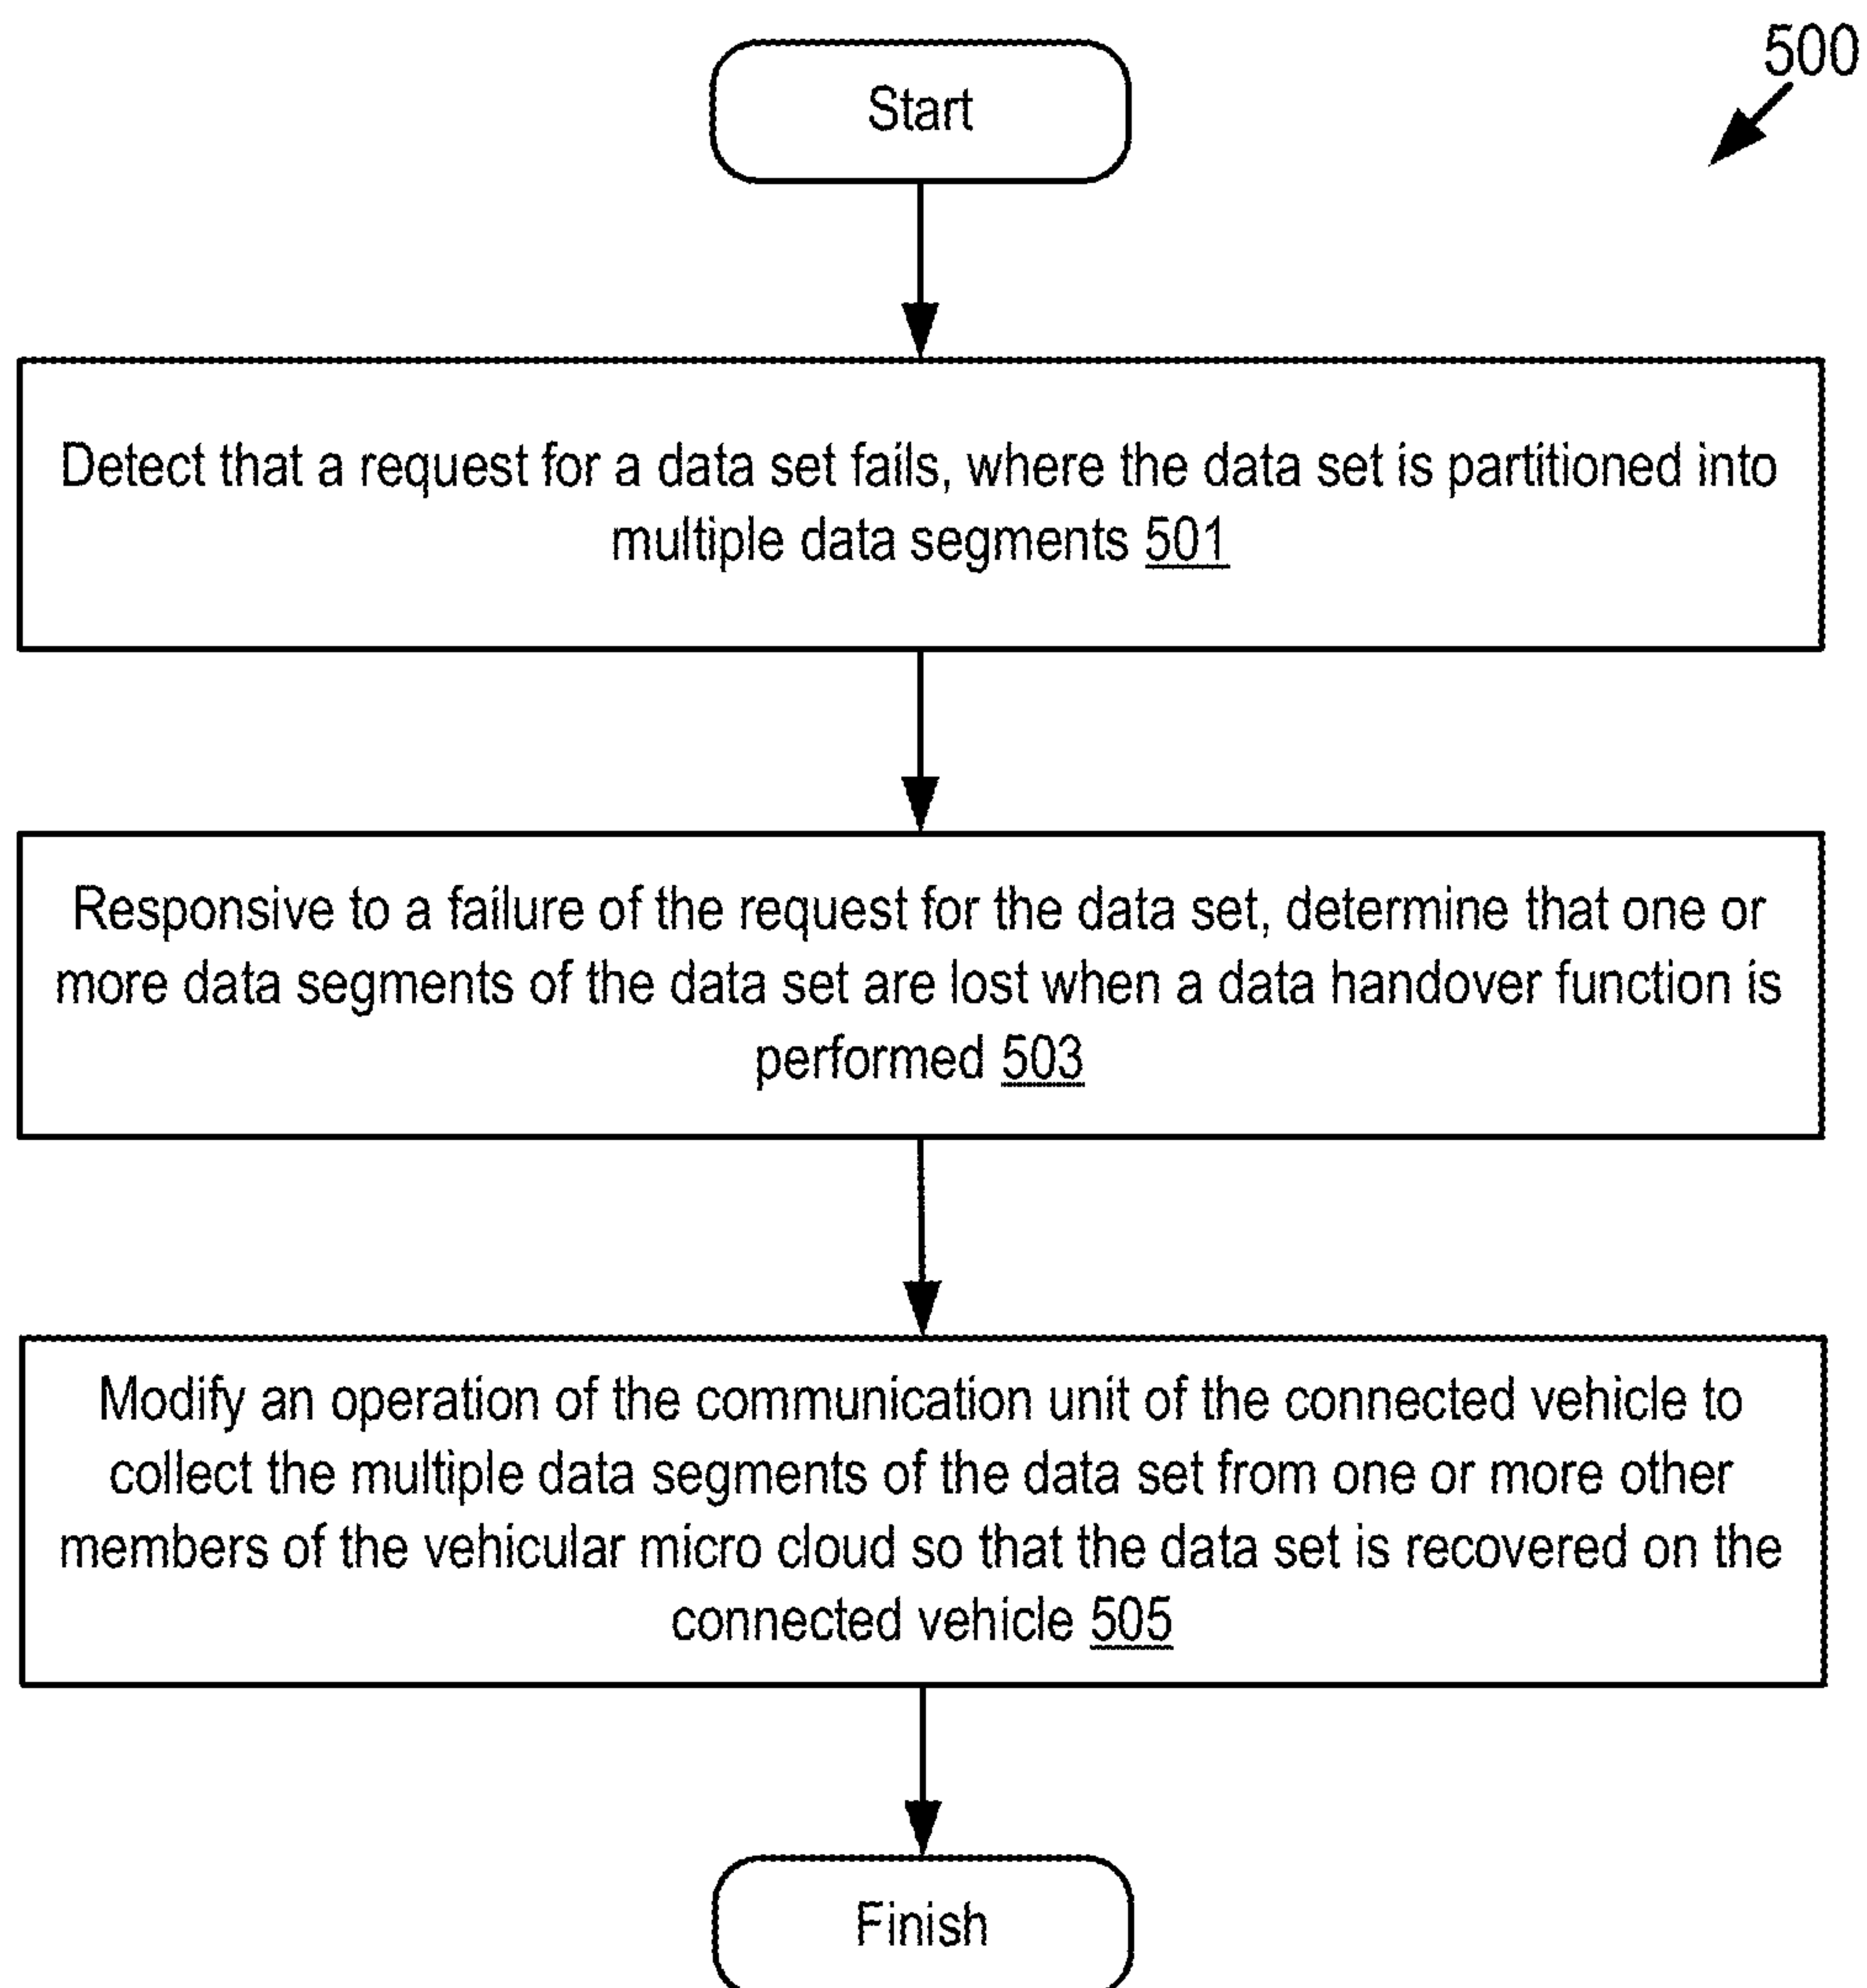 500
Start
Detect that a request for a data set fails, where the data set is partitioned into
multiple data segments 501
Responsive to a failure of the request for the data set, determine that one or
more data segments of the data set are lost when a data handover function is
performed 503
Modify an operation of the communication unit of the connected vehicle to
collect the multiple data segments of the data set from one or more other
members of the vehicular micro cloud so that the data set is recovered on the
connected vehicle 505
Finish